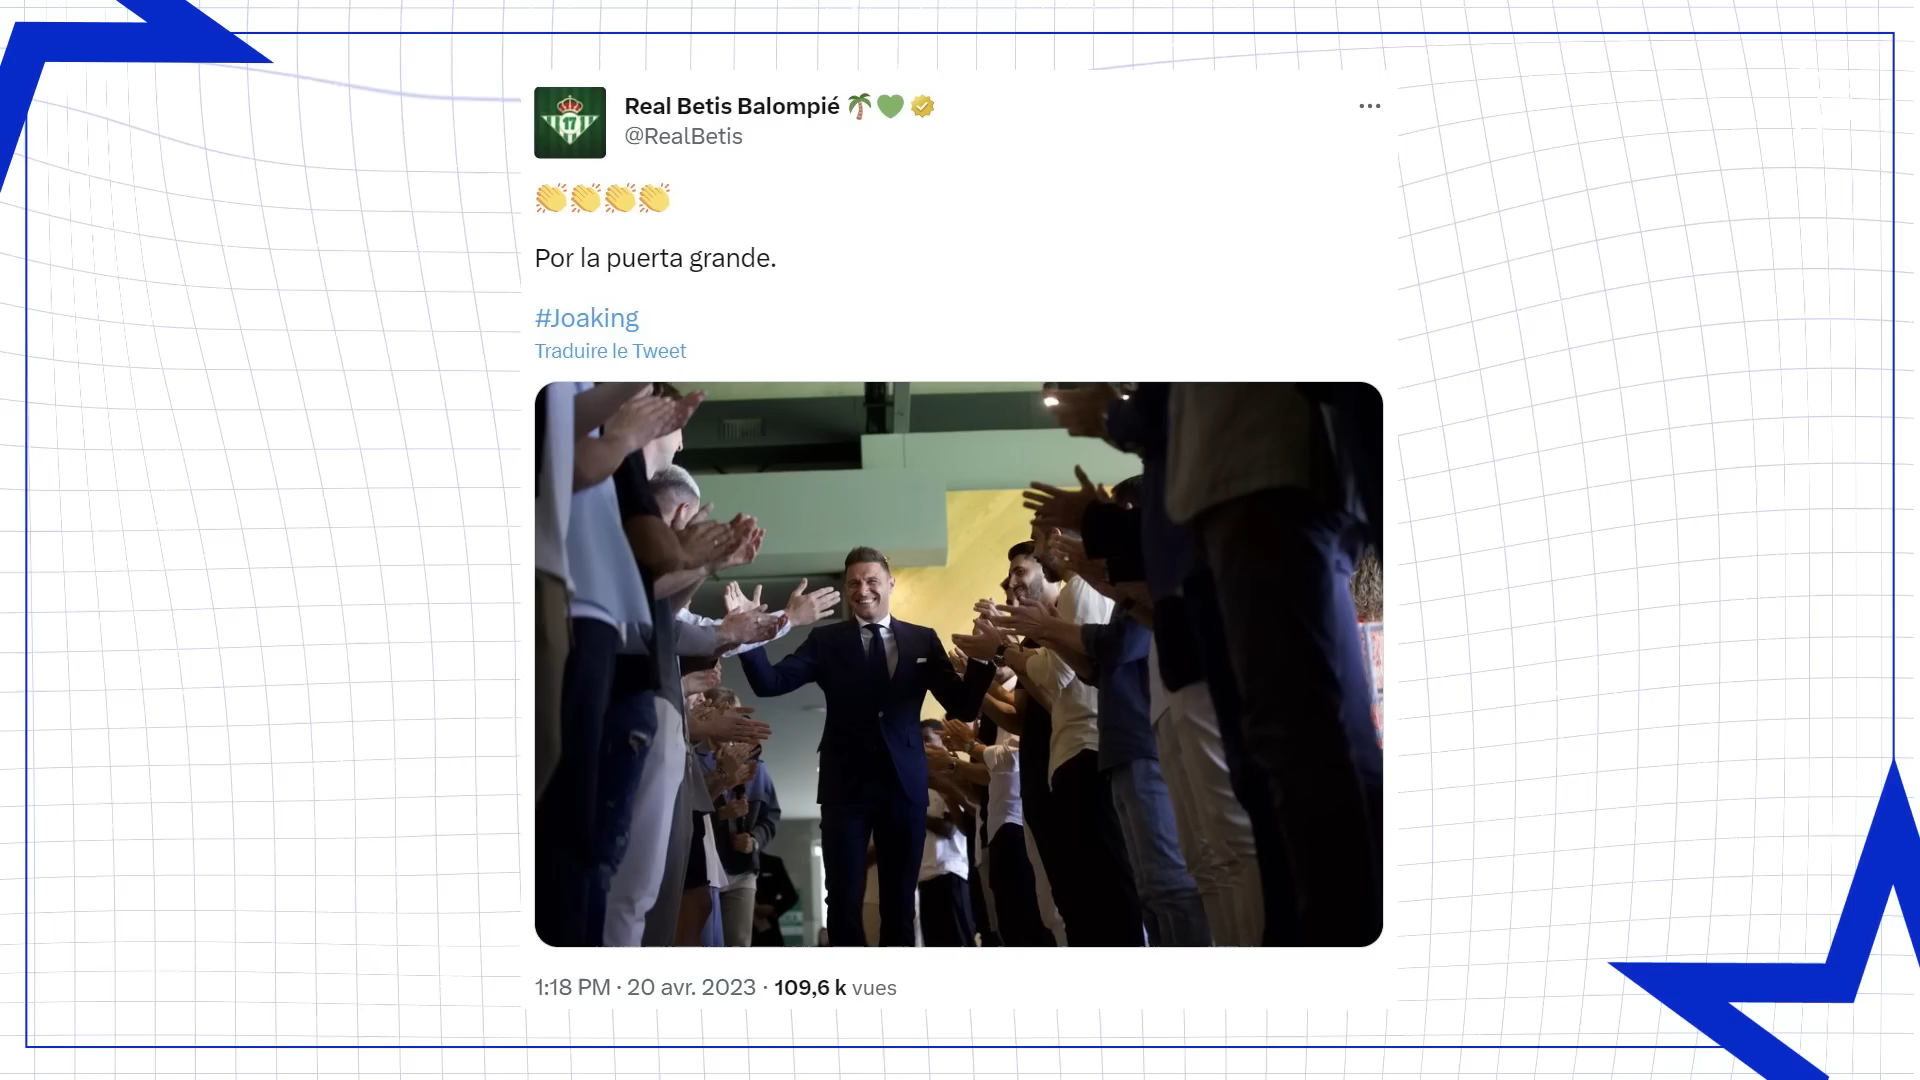 Real Betis Balompié 🌴💚
@RealBetis
👏👏👏👏
Por la puerta grande.
#Joaking
Traduire le Tweet
1:18 PM · 20 avr. 2023 · 109,6 k vues
17